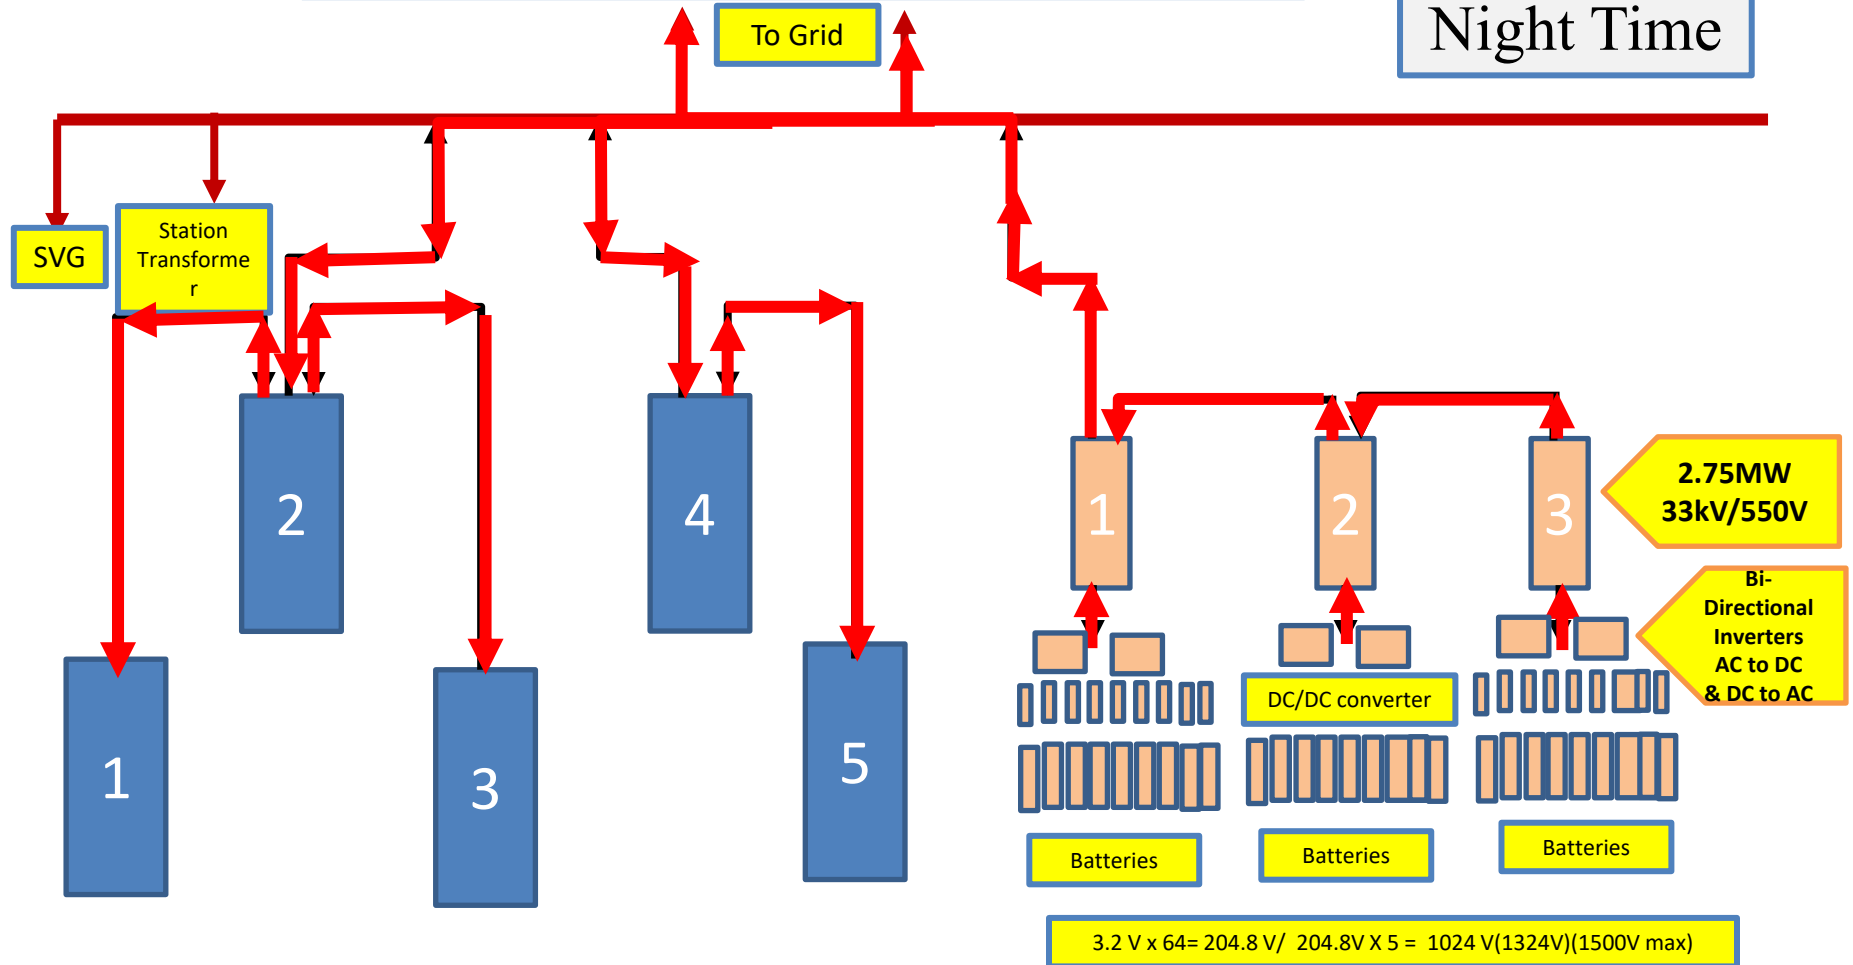 To Grid
Night Time
SVG
Station
Transforme
r
2
4
1
2
3
2.75MW
33kV/550V
Bi-
Directional
Inverters
AC to DC
& DC to AC
1
3
5
DC/DC converter
Batteries
Batteries
Batteries
3.2 V x 64= 204.8 V/ 204.8V X 5 = 1024 V(1324V)(1500V max)